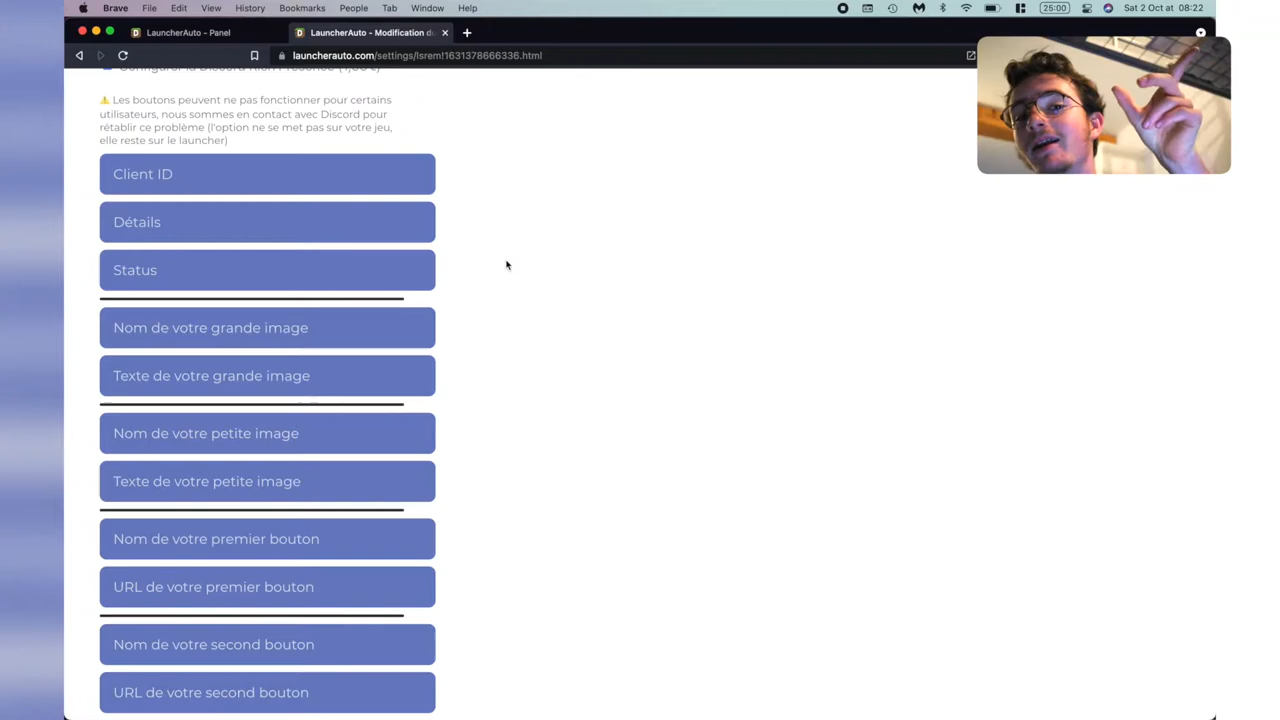 Brave File Edit View History Bookmarks People Tab Window Help 25:00 Sat 2 Oct at 08:22
LauncherAuto - Panel LauncherAuto - Modification du
launcherauto.com/settings/lsrem!1631378666336.html
⚠️ Les boutons peuvent ne pas fonctionner pour certains
utilisateurs, nous sommes en contact avec Discord pour
rétablir ce problème (l'option ne se met pas sur votre jeu,
elle reste sur le launcher)
Client ID
Détails
Status
Nom de votre grande image
Texte de votre grande image
Nom de votre petite image
Texte de votre petite image
Nom de votre premier bouton
URL de votre premier bouton
Nom de votre second bouton
URL de votre second bouton